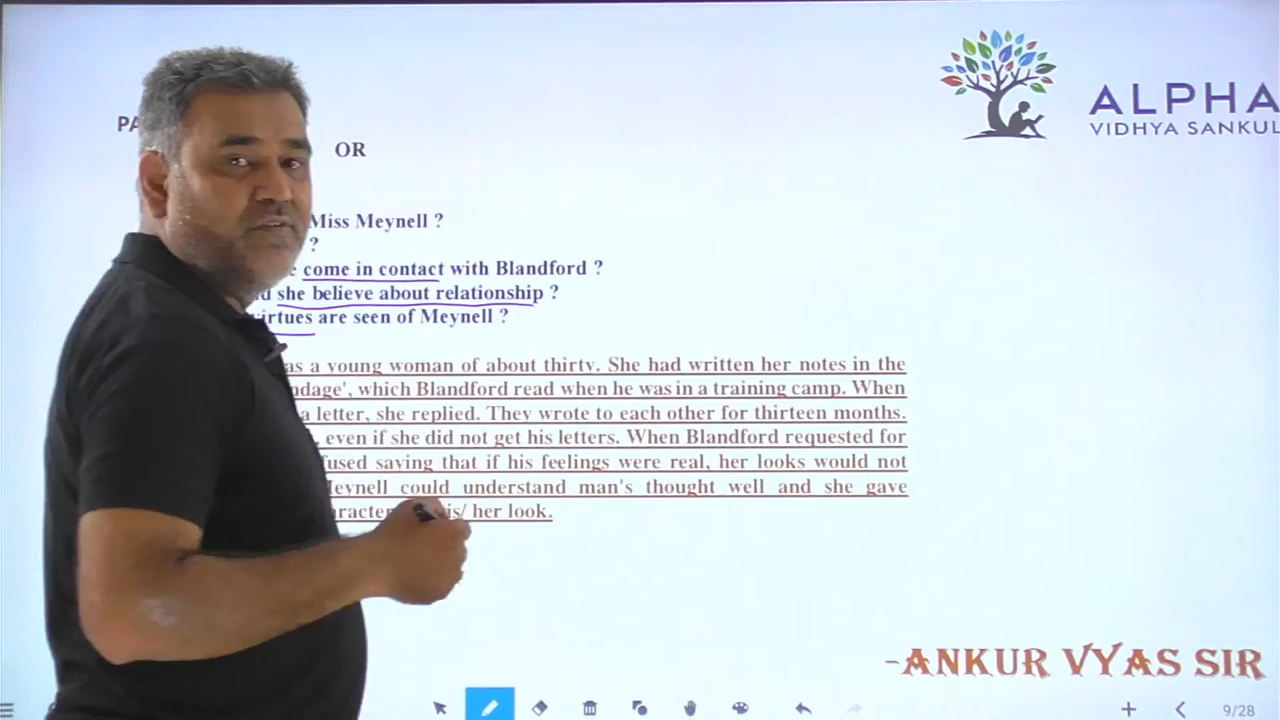 ALPHA
VIDHYA SANKUL
PA
OR
Miss Meynell ?
?
come in contact with Blandford ?
she believe about relationship ?
virtues are seen of Meynell ?
as a young woman of about thirty. She had written her notes in the
', which Blandford read when he was in a training camp. When
a letter, she replied. They wrote to each other for thirteen months.
, even if she did not get his letters. When Blandford requested for
saying that if his feelings were real, her looks would not
Meynell could understand man's thought well and she gave
is/ her look.
-ANKUR VYAS SIR
9/28